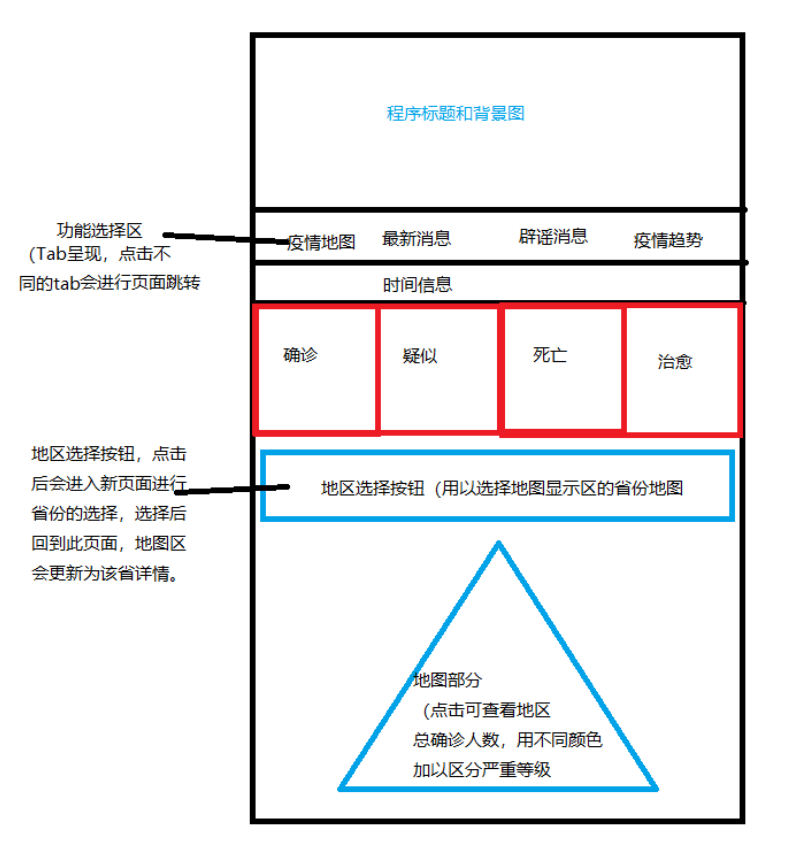 程序标题和背景图
功能选择区
(Tab呈现，点击不
同的tab会进行页面跳转
疫情地图
最新消息
辟谣消息
疫情趋势
时间信息
确诊
疑似
死亡
治愈
地区选择按钮，点击
后会进入新页面进行
省份的选择，选择后
回到此页面，地图区
会更新为该省详情。
地区选择按钮（用以选择地图显示区的省份地图
地图部分
（点击可查看地区
总确诊人数，用不同颜色
加以区分严重等级